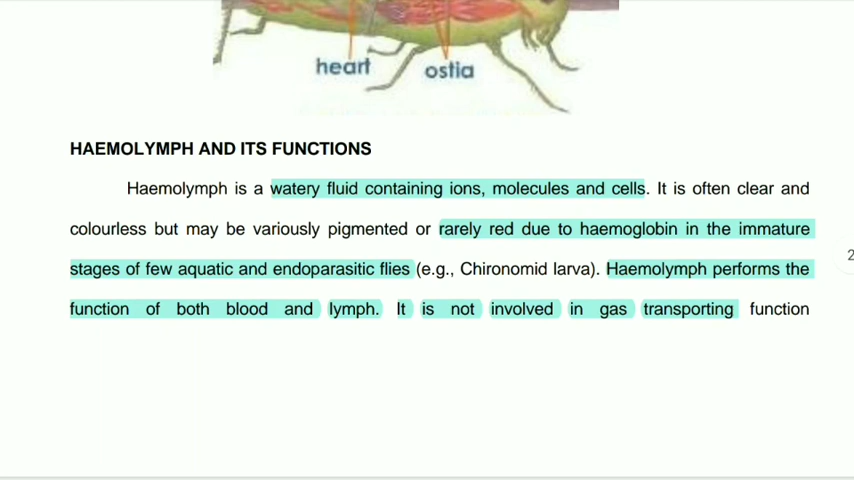 heart ostia
HAEMOLYMPH AND ITS FUNCTIONS
Haemolymph is a watery fluid containing ions, molecules and cells. It is often clear and
colourless but may be variously pigmented or rarely red due to haemoglobin in the immature
stages of few aquatic and endoparasitic flies (e.g., Chironomid larva). Haemolymph performs the
function of both blood and lymph. It is not involved in gas transporting function
2